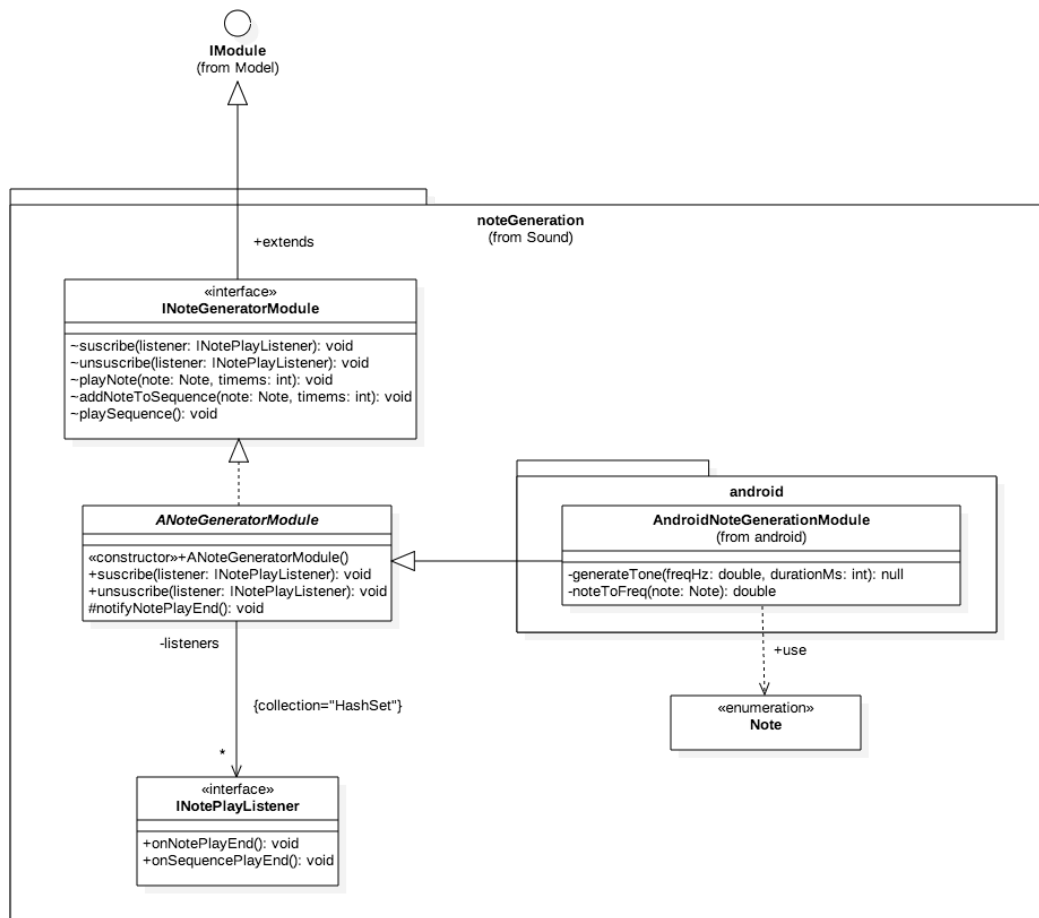 IModule
(from Model)
noteGeneration
(from Sound)
+extends
«interface»
INoteGeneratorModule
~suscribe(listener: INotePlayListener): void
~unsuscribe(listener: INotePlayListener): void
~playNote(note: Note, timems: int): void
~addNoteToSequence(note: Note, timems: int): void
~playSequence(): void
android
ANoteGeneratorModule
«constructor»+ANoteGeneratorModule()
+suscribe(listener: INotePlayListener): void
+unsuscribe(listener: INotePlayListener): void
#notifyNotePlayEnd(): void
AndroidNoteGenerationModule
(from android)
-generateTone(freqHz: double, durationMs: int): null
-noteToFreq(note: Note): double
-listeners
+use
{collection="HashSet"}
«enumeration»
Note
*
«interface»
INotePlayListener
+onNotePlayEnd(): void
+onSequencePlayEnd(): void